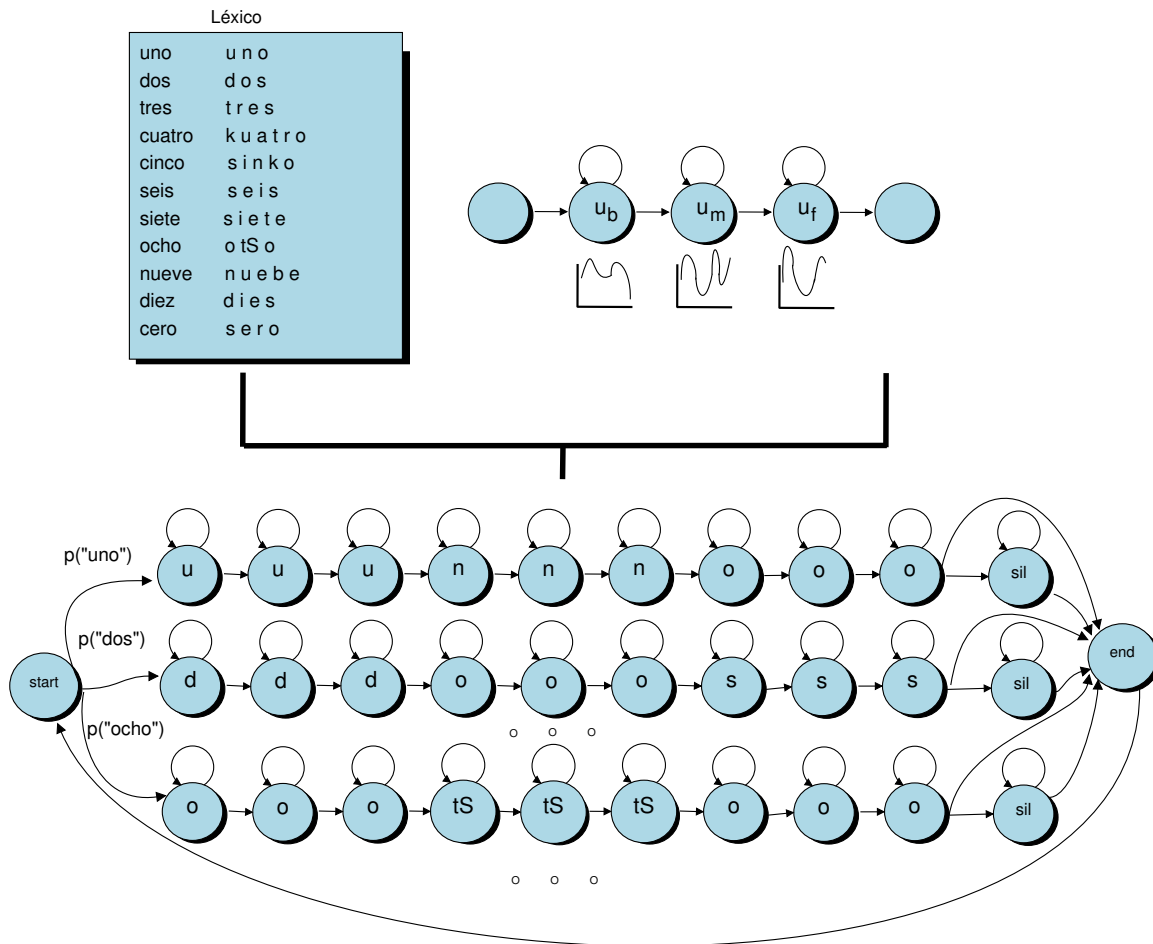 Léxico
uno u n o
dos d o s
tres t r e s
cuatro k u a t r o
cinco s i n k o
seis s e i s
siete s i e t e
ocho o tS o
nueve n u e b e
diez d i e s
cero s e r o
u_b u_m u_f
p("uno")
u u u n n n o o o sil
p("dos")
start d d d o o o s s s sil end
p("ocho")
o o o tS tS tS o o o sil